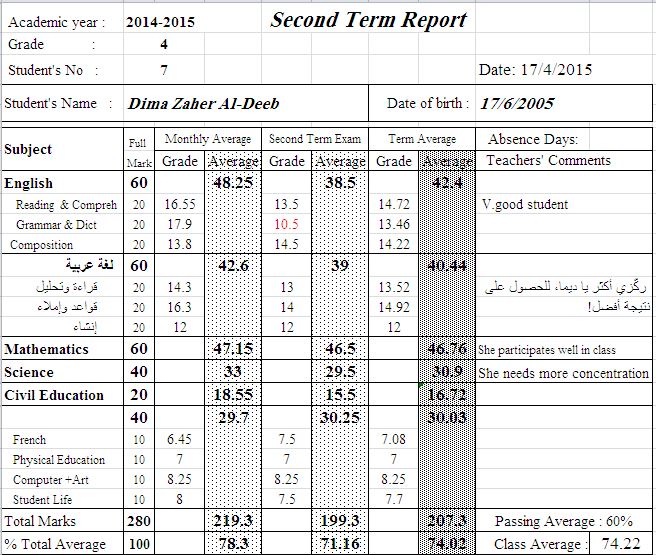 Academic year : 2014-2015 Second Term Report
Grade : 4
Student's No : 7 Date: 17/4/2015
Student's Name : Dima Zaher Al-Deeb Date of birth : 17/6/2005
Subject Full Mark Monthly Average Second Term Exam Term Average Absence Days:
Grade Average Grade Average Grade Average Teachers' Comments
English 60 48.25 38.5 42.4
Reading & Compreh 20 16.55 13.5 14.72 V.good student
Grammar & Dict 20 17.9 10.5 13.46
Composition 20 13.8 14.5 14.22
لغة عربية 60 42.6 39 40.44
قراءة وتحليل 20 14.3 13 13.52 ركّزي أكثر يا ديما، للحصول على
قواعد وإملاء 20 16.3 14 14.92 نتيجة أفضل!
إنشاء 20 12 12 12
Mathematics 60 47.15 46.5 46.76 She participates well in class
Science 40 33 29.5 30.9 She needs more concentration
Civil Education 20 18.55 15.5 16.72
40 29.7 30.25 30.03
French 10 6.45 7.5 7.08
Physical Education 10 7 7 7
Computer +Art 10 8.25 8.25 8.25
Student Life 10 8 7.5 7.7
Total Marks 280 219.3 199.3 207.3 Passing Average : 60%
% Total Average 100 78.3 71.16 74.02 Class Average : 74.22